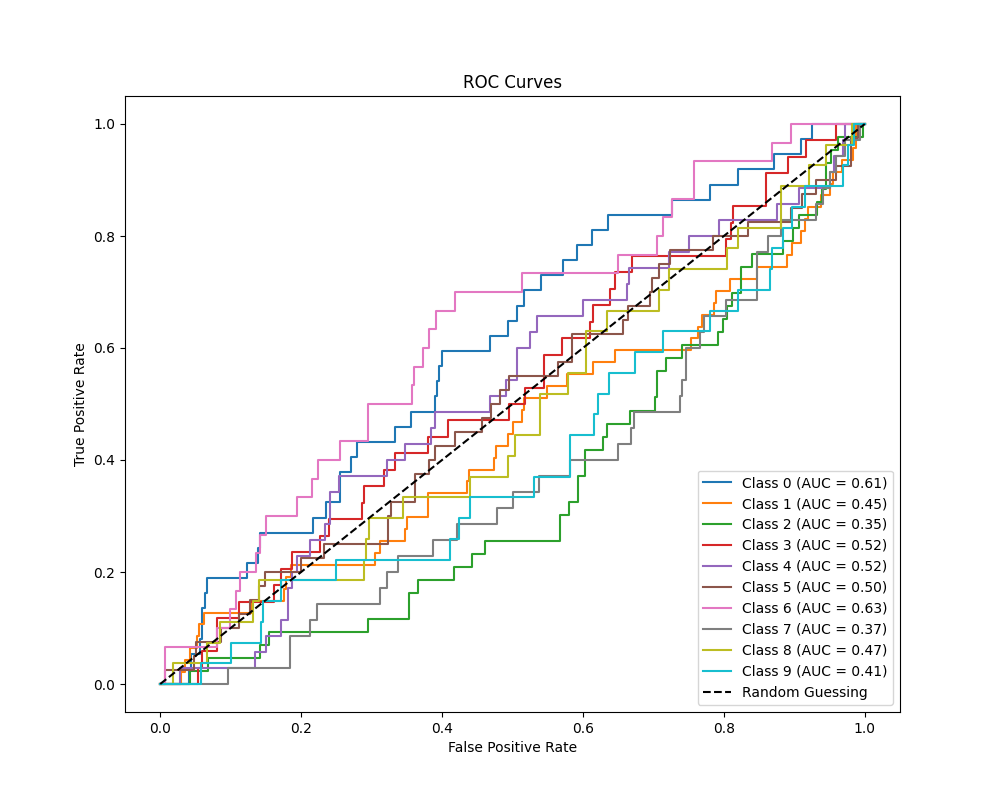 ROC Curves
True Positive Rate
1.0
0.8
0.6
0.4
0.2
0.0
0.0 0.2 0.4 0.6 0.8 1.0
False Positive Rate
Class 0 (AUC = 0.61)
Class 1 (AUC = 0.45)
Class 2 (AUC = 0.35)
Class 3 (AUC = 0.52)
Class 4 (AUC = 0.52)
Class 5 (AUC = 0.50)
Class 6 (AUC = 0.63)
Class 7 (AUC = 0.37)
Class 8 (AUC = 0.47)
Class 9 (AUC = 0.41)
Random Guessing